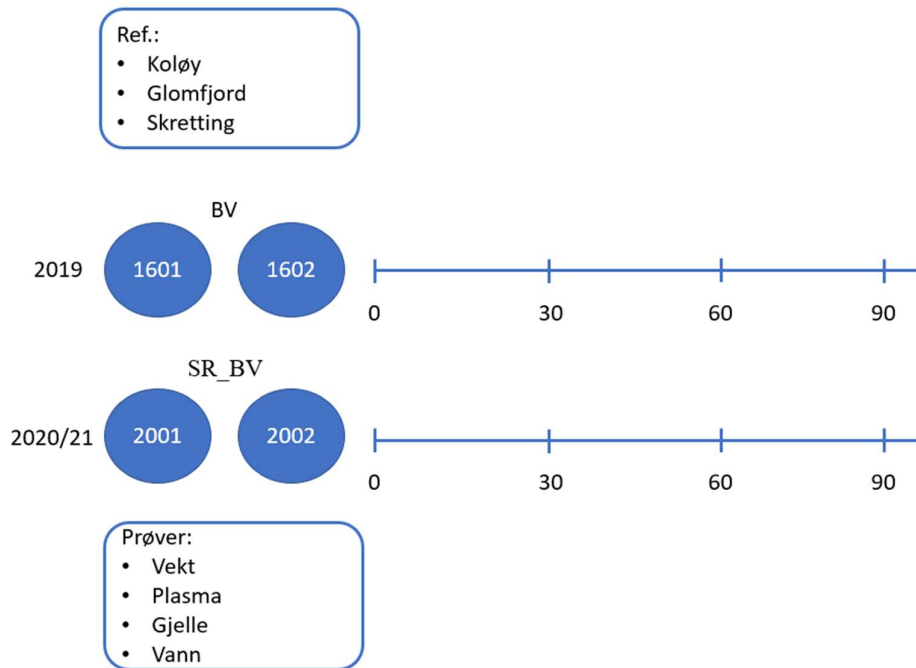 Ref.:
• Koløy
• Glomfjord
• Skretting
BV
2019
1601
1602
0
30
60
90
SR_BV
2020/21
2001
2002
0
30
60
90
Prøver:
• Vekt
• Plasma
• Gjelle
• Vann